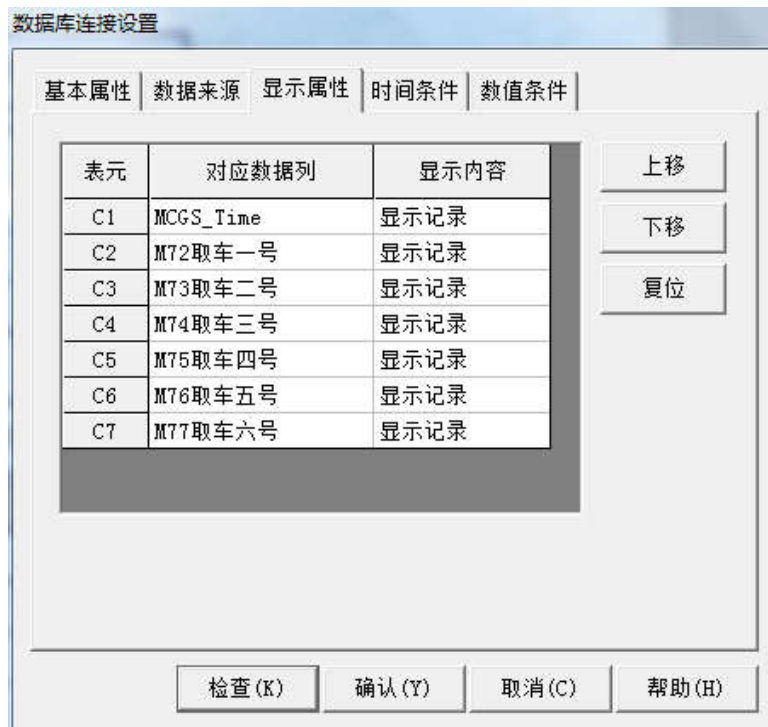 数据库连接设置
基本属性 数据来源 显示属性 时间条件 数值条件
表元 对应数据列 显示内容 上移
C1 MCGS_Time 显示记录
下移
C2 M72取车一号 显示记录
C3 M73取车二号 显示记录 复位
C4 M74取车三号 显示记录
C5 M75取车四号 显示记录
C6 M76取车五号 显示记录
C7 M77取车六号 显示记录
检查(K) 确认(Y) 取消(C) 帮助(H)